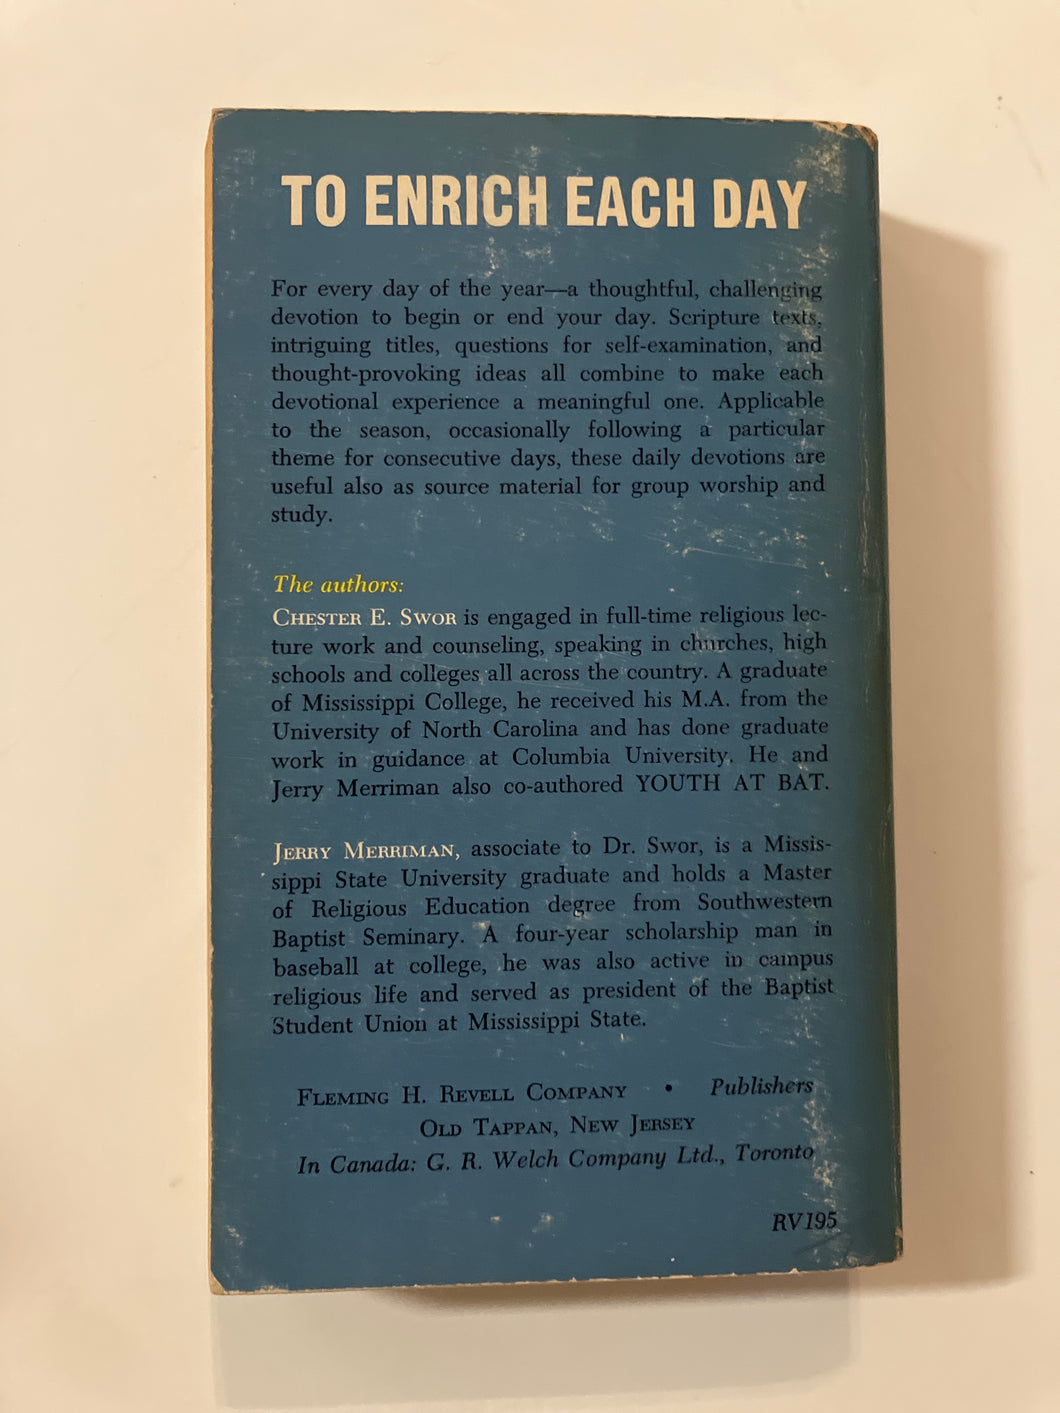 TO ENRICH EACH DAY
For every day of the year—a thoughtful, challenging
devotion to begin or end your day. Scripture texts,
intriguing titles, questions for self-examination, and
thought-provoking ideas all combine to make each
devotional experience a meaningful one. Applicable
to the season, occasionally following a particular
theme for consecutive days, these daily devotions are
useful also as source material for group worship and
study.
The authors:
CHESTER E. SWOR is engaged in full-time religious lec-
ture work and counseling, speaking in churches, high
schools and colleges all across the country. A graduate
of Mississippi College, he received his M.A. from the
University of North Carolina and has done graduate
work in guidance at Columbia University. He and
Jerry Merriman also co-authored YOUTH AT BAT.
JERRY MERRIMAN, associate to Dr. Swor, is a Missis-
sippi State University graduate and holds a Master
of Religious Education degree from Southwestern
Baptist Seminary. A four-year scholarship man in
baseball at college, he was also active in campus
religious life and served as president of the Baptist
Student Union at Mississippi State.
FLEMING H. REVELL COMPANY • Publishers
OLD TAPPAN, NEW JERSEY
In Canada: G. R. Welch Company Ltd., Toronto
RV195